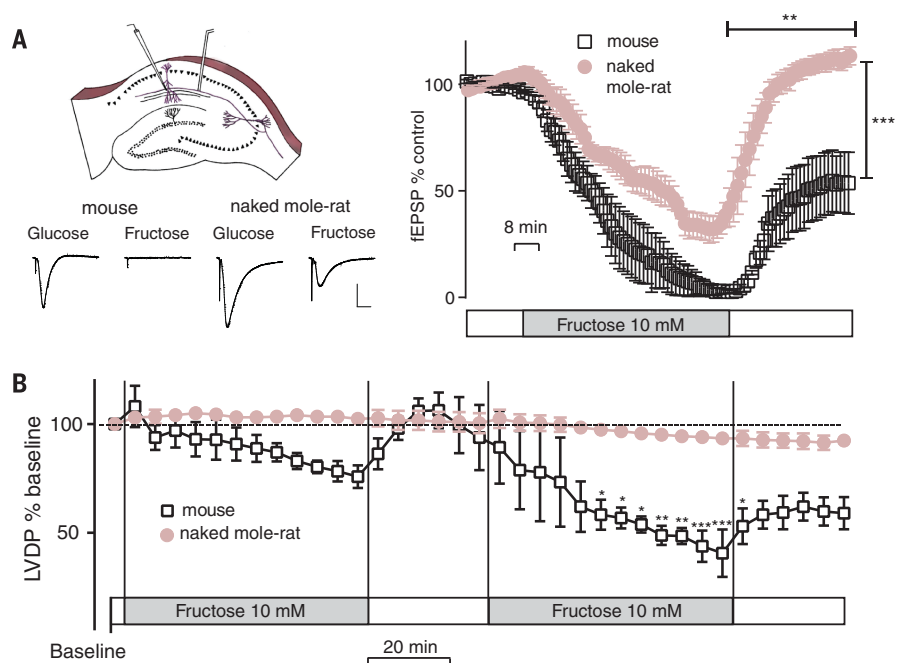 A
mouse
naked mole-rat
Glucose
Fructose
Glucose
Fructose
fEPSP % control
100
50
0
mouse
naked
mole-rat
**
***
8 min
Fructose 10 mM
B
LVDP % baseline
100
50
mouse
naked mole-rat
*
*
*
**
**
***
***
*
Fructose 10 mM
Fructose 10 mM
Baseline
20 min